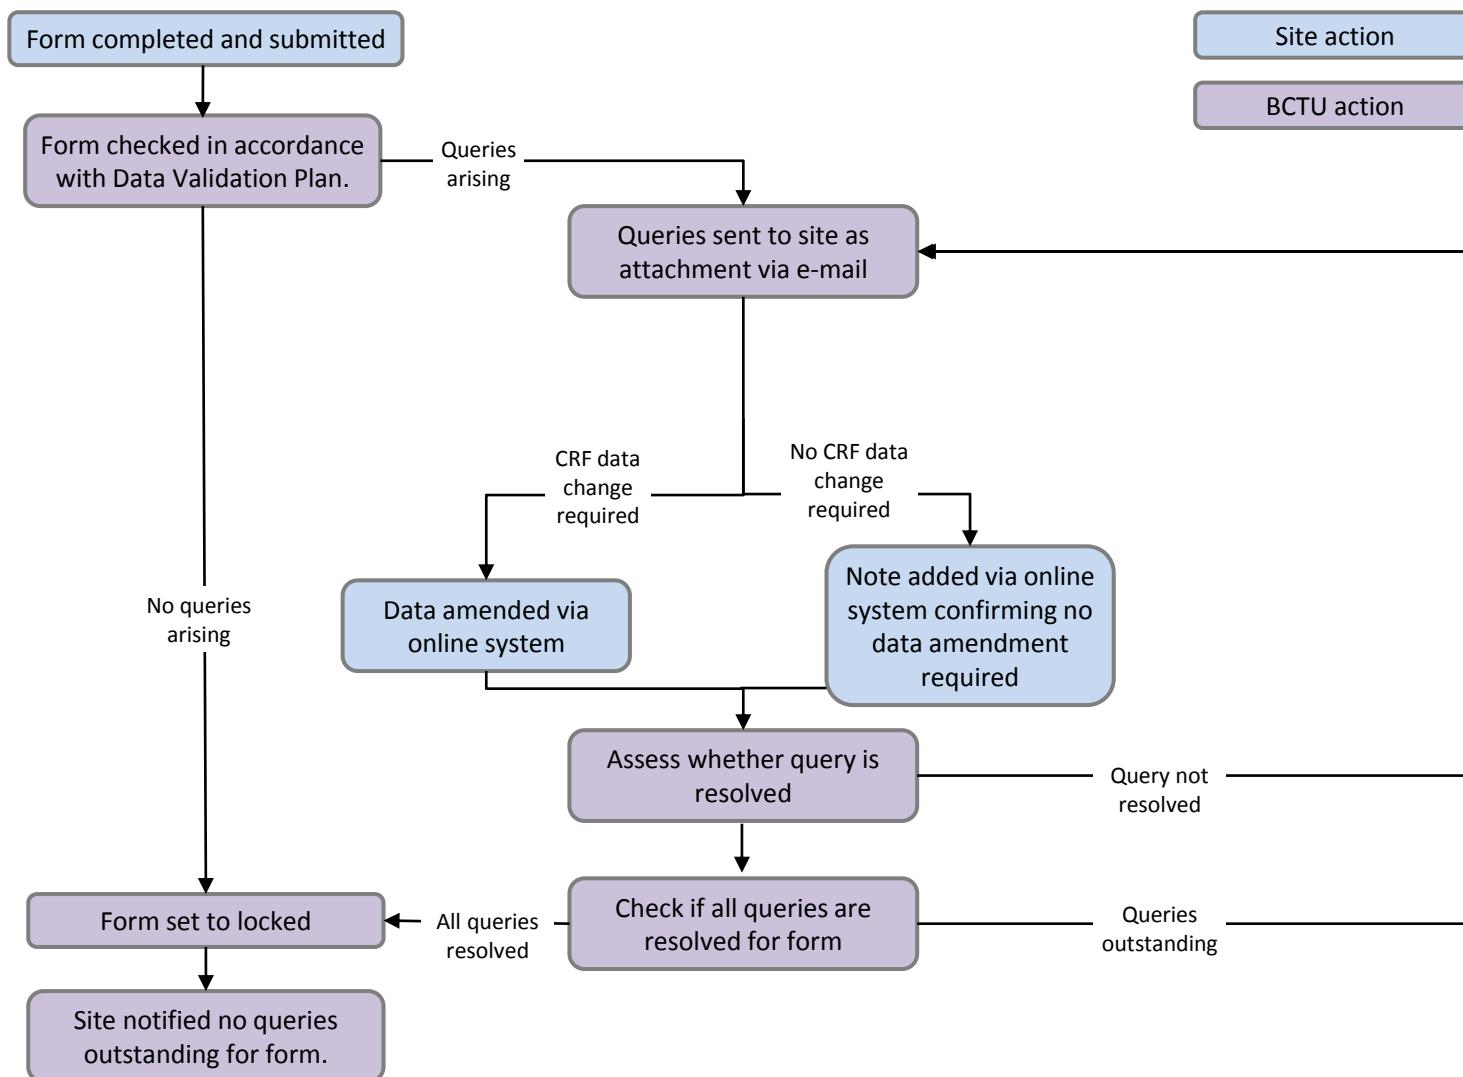 Form completed and submitted
Site action
BCTU action
Form checked in accordance
with Data Validation Plan.
Queries
arising
Queries sent to site as
attachment via e-mail
CRF data
change
required
No CRF data
change
required
No queries
arising
Data amended via
online system
Note added via online
system confirming no
data amendment
required
Assess whether query is
resolved
Query not
resolved
Form set to locked
All queries
resolved
Check if all queries are
resolved for form
Queries
outstanding
Site notified no queries
outstanding for form.